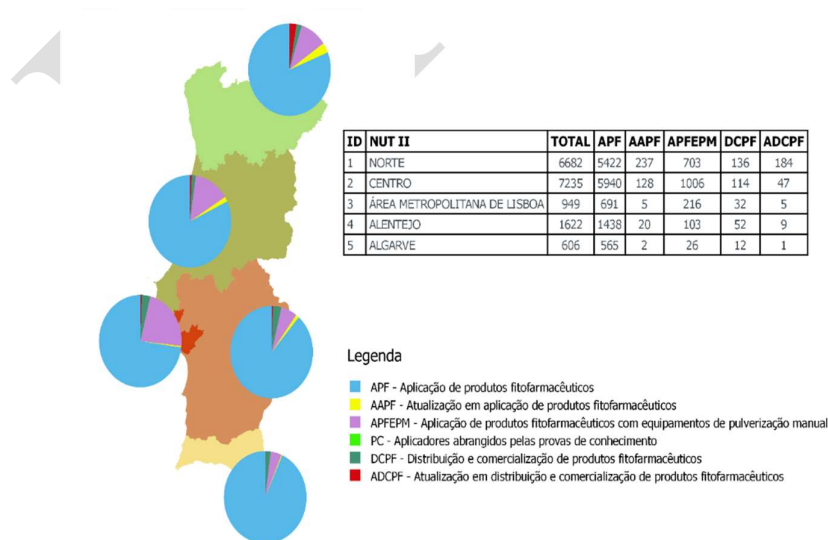 ID NUT II TOTAL APF AAPF APFEPM DCPF ADCPF
1 NORTE 6682 5422 237 703 136 184
2 CENTRO 7235 5940 128 1006 114 47
3 ÁREA METROPOLITANA DE LISBOA 949 691 5 216 32 5
4 ALENTEJO 1622 1438 20 103 52 9
5 ALGARVE 606 565 2 26 12 1
Legenda
APF - Aplicação de produtos fitofarmacêuticos
AAPF - Atualização em aplicação de produtos fitofarmacêuticos
APFEPM - Aplicação de produtos fitofarmacêuticos com equipamentos de pulverização manual
PC - Aplicadores abrangidos pelas provas de conhecimento
DCPF - Distribuição e comercialização de produtos fitofarmacêuticos
ADCPF - Atualização em distribuição e comercialização de produtos fitofarmacêuticos